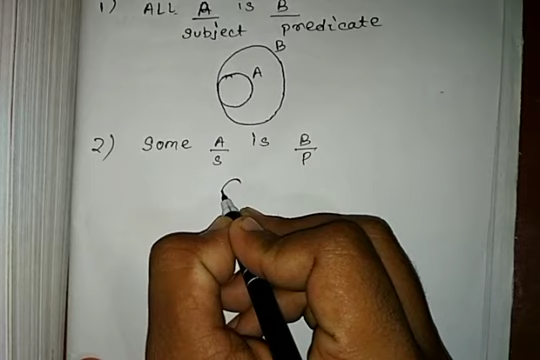 1) ALL A is B
subject predicate
B
A
2) Some A is B
S P